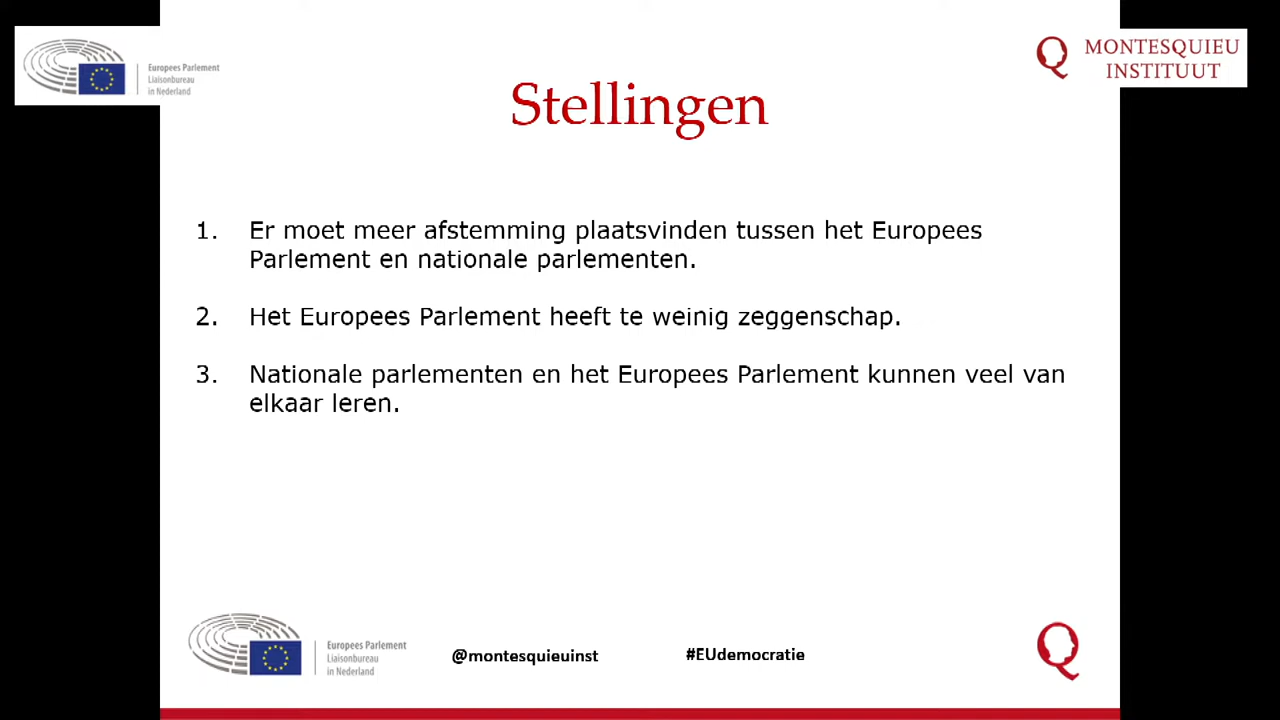 Europees Parlement
Liaisonbureau
in Nederland
MONTESQUIEU
INSTITUUT
Stellingen
1. Er moet meer afstemming plaatsvinden tussen het Europees
Parlement en nationale parlementen.
2. Het Europees Parlement heeft te weinig zeggenschap.
3. Nationale parlementen en het Europees Parlement kunnen veel van
elkaar leren.
Europees Parlement
Liaisonbureau
in Nederland
@montesquieuinst
#EUdemocratie